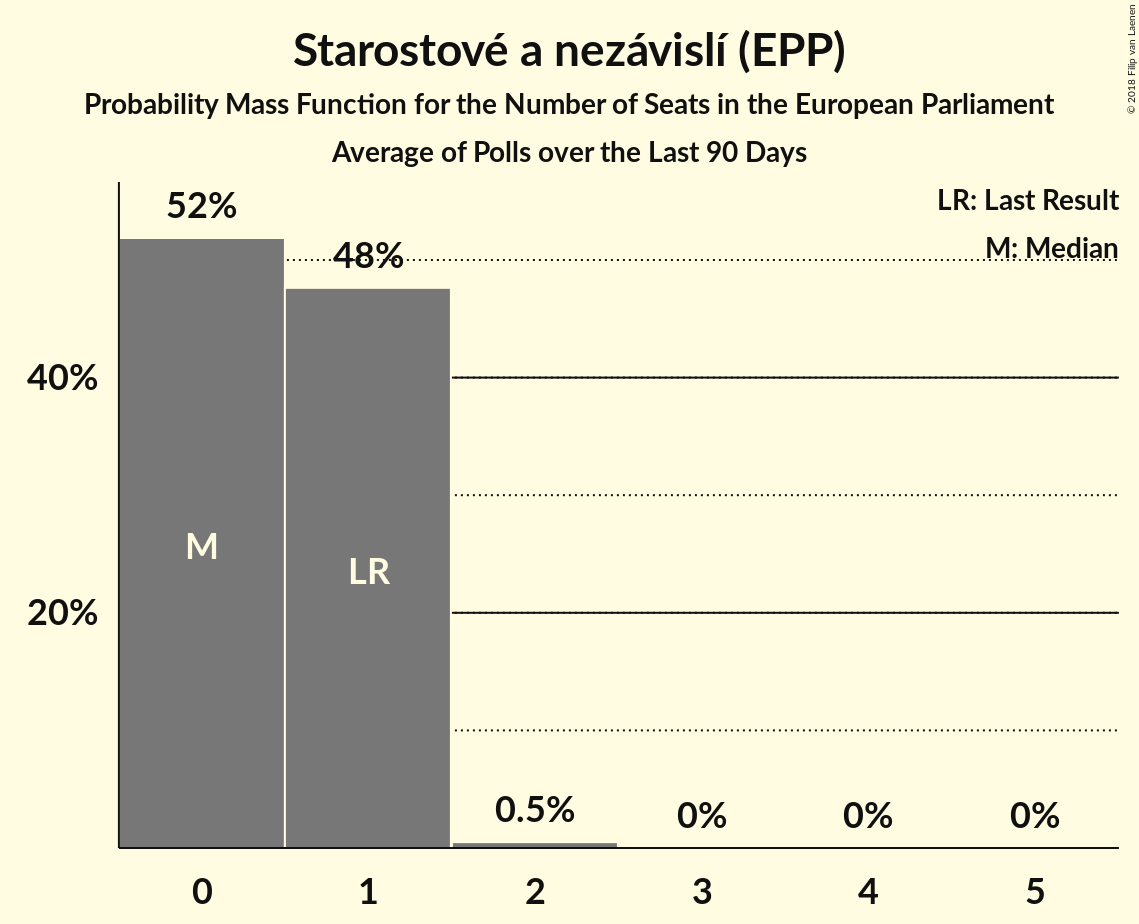 Starostové a nezávislí (EPP)
Probability Mass Function for the Number of Seats in the European Parliament
Average of Polls over the Last 90 Days
© 2018 Filip van Laenen
LR: Last Result
M: Median
52%
48%
40%
M
LR
20%
0.5%
0%
0%
0%
0
1
2
3
4
5